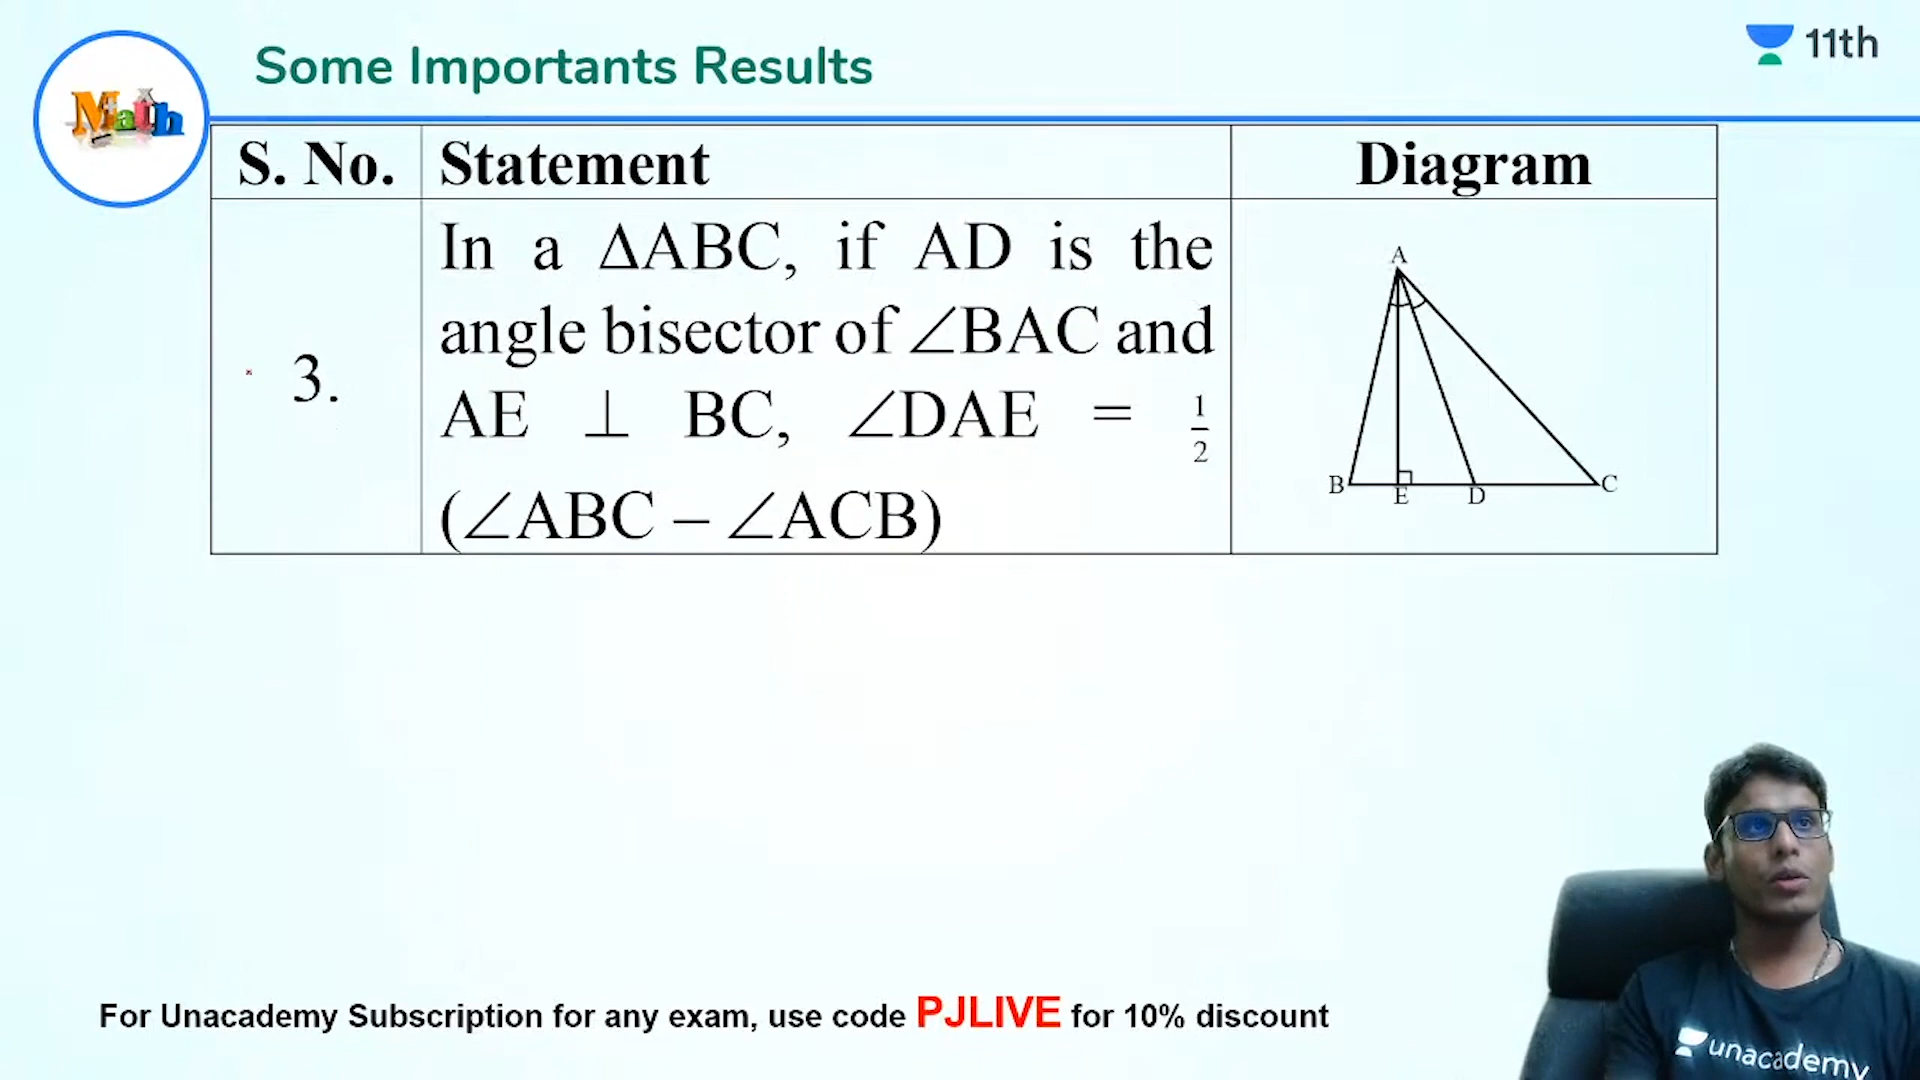 Math
Some Importants Results
11th
S. No.
Statement
Diagram
3.
In a ΔABC, if AD is the
angle bisector of ∠BAC and
AE ⊥ BC, ∠DAE = 1/2
(∠ABC – ∠ACB)
A
B
E
D
C
For Unacademy Subscription for any exam, use code PJLIVE for 10% discount
unacademy